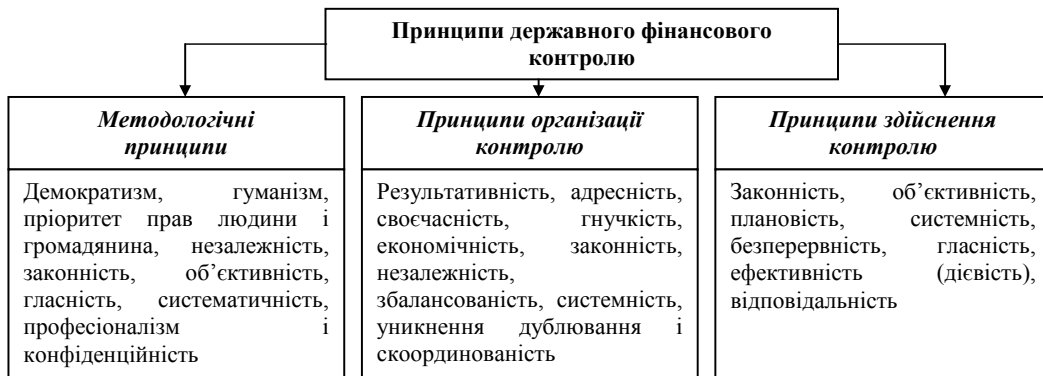 Принципи державного фінансового
контролю
Методологічні
принципи
Демократизм, гуманізм,
пріоритет прав людини і
громадянина, незалежність,
законність, об’єктивність,
гласність, систематичність,
професіоналізм і
конфіденційність
Принципи організації
контролю
Результативність, адресність,
своєчасність, гнучкість,
економічність, законність,
незалежність,
збалансованість, системність,
уникнення дублювання і
скоординованість
Принципи здійснення
контролю
Законність, об’єктивність,
плановість, системність,
безперервність, гласність,
ефективність (дієвість),
відповідальність